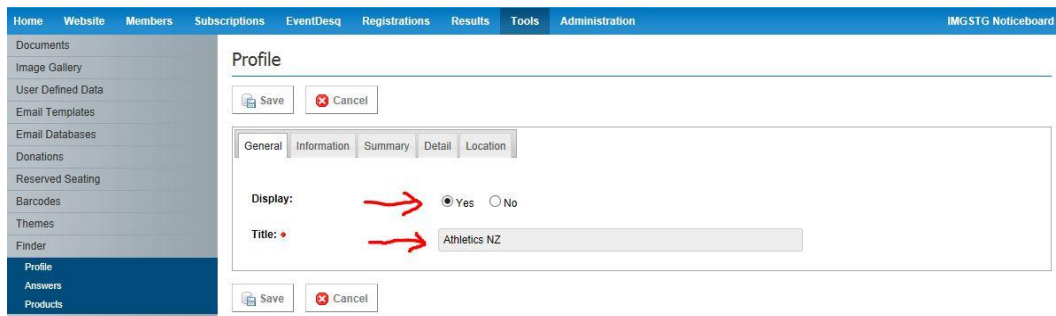 Home Website Members Subscriptions EventDesq Registrations Results Tools Administration IMGSTG Noticeboard
Documents
Image Gallery
User Defined Data
Email Templates
Email Databases
Donations
Reserved Seating
Barcodes
Themes
Finder
Profile
Answers
Products
Profile
Save Cancel
General Information Summary Detail Location
Display: Yes No
Title: Athletics NZ
Save Cancel